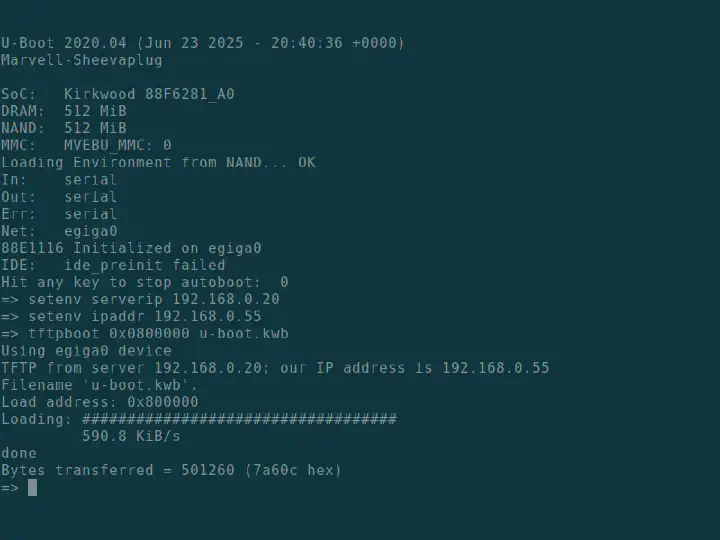 U-Boot 2020.04 (Jun 23 2025 - 20:40:36 +0000)
Marvell-Sheevaplug
SoC:   Kirkwood 88F6281_A0
DRAM:  512 MiB
NAND:  512 MiB
MMC:   MVEBU_MMC: 0
Loading Environment from NAND... OK
In:    serial
Out:   serial
Err:   serial
Net:   egiga0
88E1116 Initialized on egiga0
IDE:   ide_preinit failed
Hit any key to stop autoboot:  0
=> setenv serverip 192.168.0.20
=> setenv ipaddr 192.168.0.55
=> tftpboot 0x0800000 u-boot.kwb
Using egiga0 device
TFTP from server 192.168.0.20; our IP address is 192.168.0.55
Filename 'u-boot.kwb'.
Load address: 0x800000
Loading: ###################################
         590.8 KiB/s
done
Bytes transferred = 501260 (7a60c hex)
=>